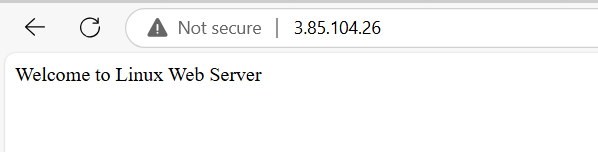 Not secure | 3.85.104.26
Welcome to Linux Web Server